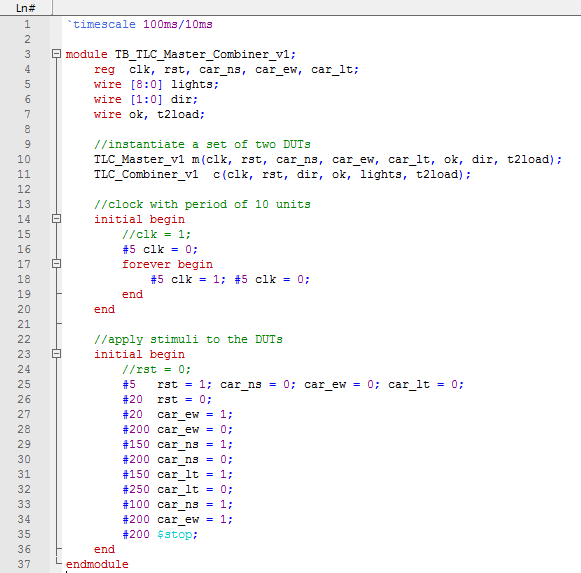 Ln#
1 `timescale 100ms/10ms
2
3 module TB_TLC_Master_Combiner_v1;
4 reg  clk, rst, car_ns, car_ew, car_lt;
5 wire [8:0] lights;
6 wire [1:0] dir;
7 wire ok, t2load;
8
9 //instantiate a set of two DUTs
10 TLC_Master_v1 m(clk, rst, car_ns, car_ew, car_lt, ok, dir, t2load);
11 TLC_Combiner_v1  c(clk, rst, dir, ok, lights, t2load);
12
13 //clock with period of 10 units
14 initial begin
15 //clk = 1;
16 #5 clk = 0;
17 forever begin
18 #5 clk = 1; #5 clk = 0;
19 end
20 end
21
22 //apply stimuli to the DUTs
23 initial begin
24 //rst = 0;
25 #5   rst = 1; car_ns = 0; car_ew = 0; car_lt = 0;
26 #20  rst = 0;
27 #20  car_ew = 1;
28 #200 car_ew = 0;
29 #150 car_ns = 1;
30 #200 car_ns = 0;
31 #150 car_lt = 1;
32 #250 car_lt = 0;
33 #100 car_ns = 1;
34 #200 car_ew = 1;
35 #200 $stop;
36 end
37 endmodule